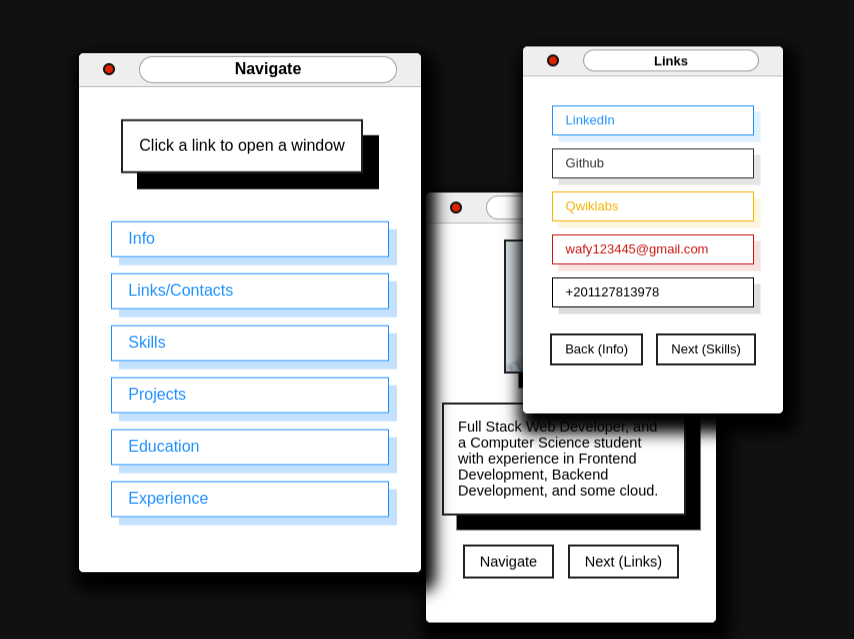 Navigate
Click a link to open a window
Info
Links/Contacts
Skills
Projects
Education
Experience
Links
LinkedIn
Github
Qwiklabs
wafy123445@gmail.com
+201127813978
Back (Info)
Next (Skills)
Full Stack Web Developer, and
a Computer Science student
with experience in Frontend
Development, Backend
Development, and some cloud.
Navigate
Next (Links)